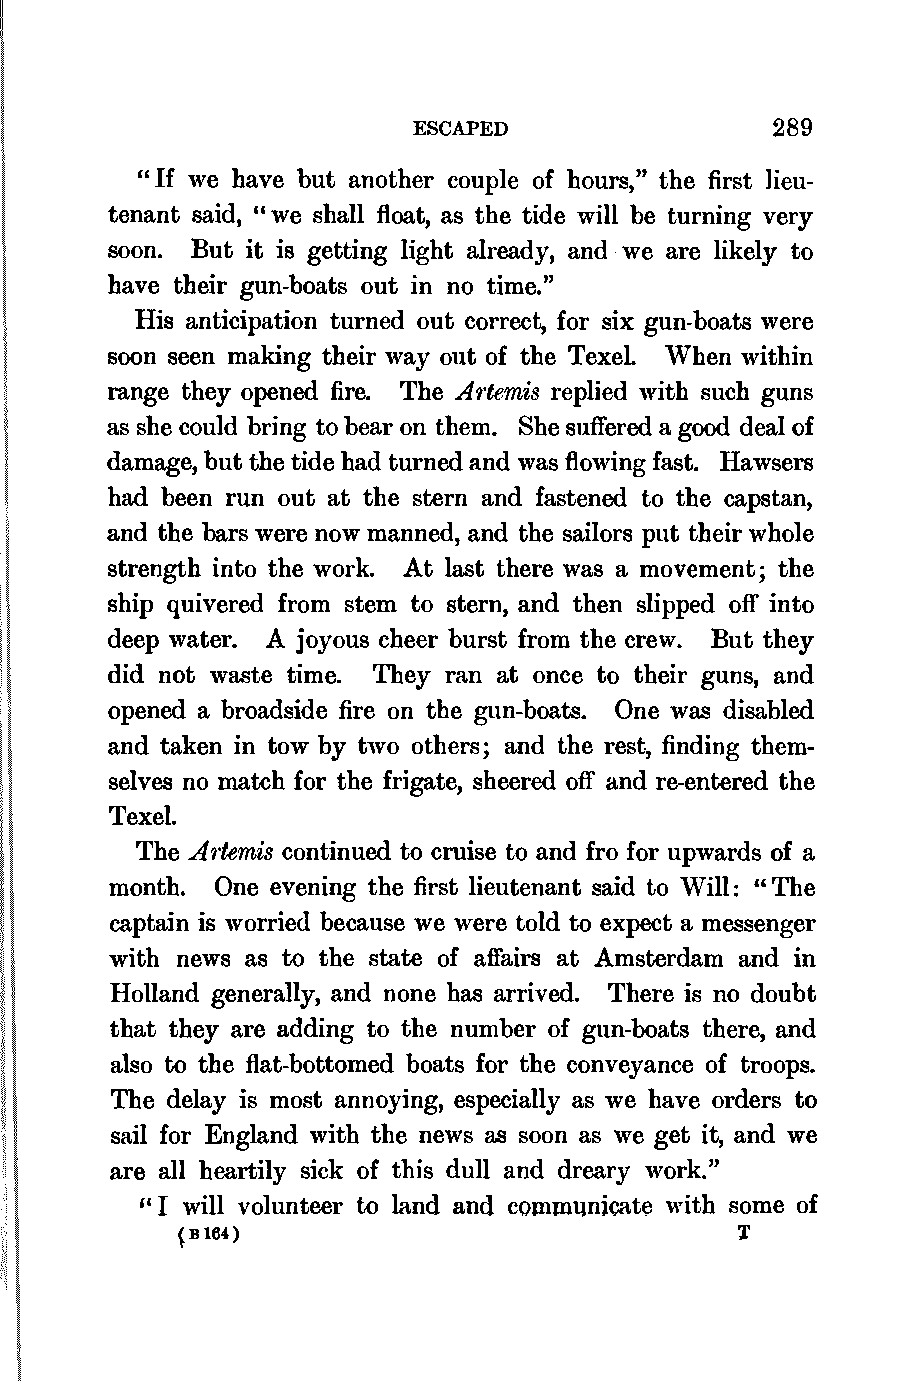 ESCAPED 289
“If we have but another couple of hours,” the first lieu-
tenant said, “we shall float, as the tide will be turning very
soon. But it is getting light already, and we are likely to
have their gun-boats out in no time.”
His anticipation turned out correct, for six gun-boats were
soon seen making their way out of the Texel. When within
range they opened fire. The Artemis replied with such guns
as she could bring to bear on them. She suffered a good deal of
damage, but the tide had turned and was flowing fast. Hawsers
had been run out at the stern and fastened to the capstan,
and the bars were now manned, and the sailors put their whole
strength into the work. At last there was a movement; the
ship quivered from stem to stern, and then slipped off into
deep water. A joyous cheer burst from the crew. But they
did not waste time. They ran at once to their guns, and
opened a broadside fire on the gun-boats. One was disabled
and taken in tow by two others; and the rest, finding them-
selves no match for the frigate, sheered off and re-entered the
Texel.
The Artemis continued to cruise to and fro for upwards of a
month. One evening the first lieutenant said to Will: “The
captain is worried because we were told to expect a messenger
with news as to the state of affairs at Amsterdam and in
Holland generally, and none has arrived. There is no doubt
that they are adding to the number of gun-boats there, and
also to the flat-bottomed boats for the conveyance of troops.
The delay is most annoying, especially as we have orders to
sail for England with the news as soon as we get it, and we
are all heartily sick of this dull and dreary work.”
“I will volunteer to land and communicate with some of
(B 164) T